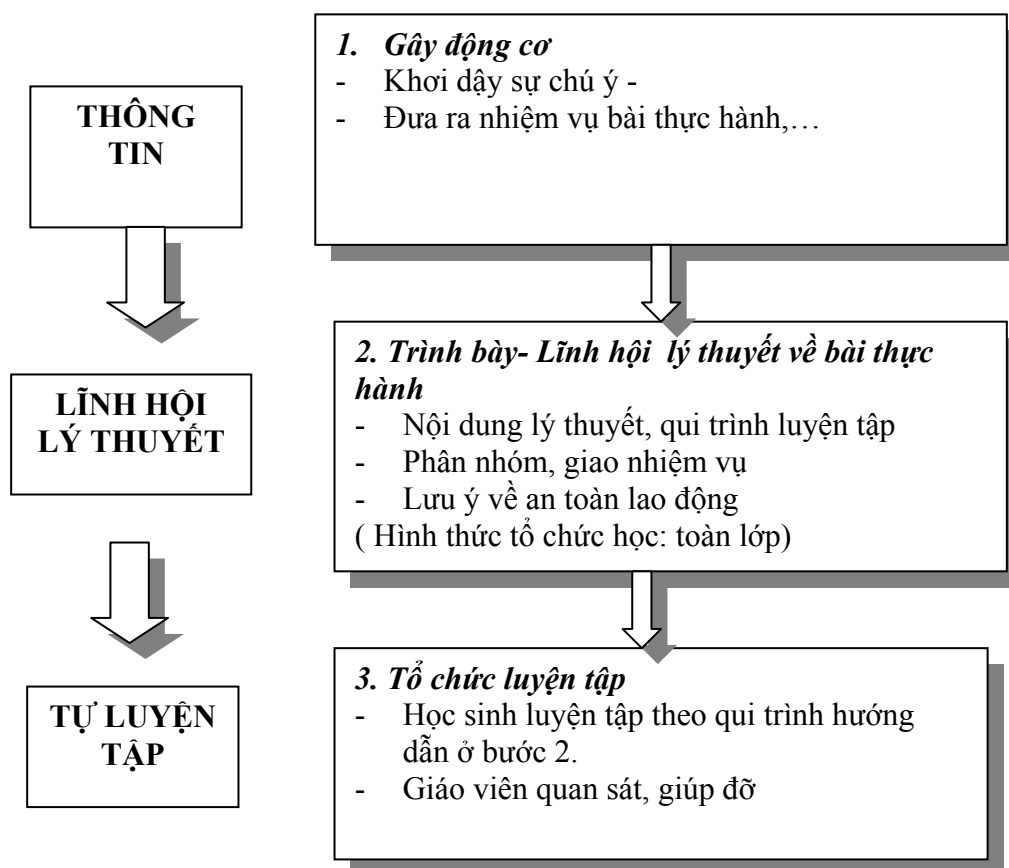 THÔNG
TIN
1. Gây động cơ
- Khơi dậy sự chú ý -
- Đưa ra nhiệm vụ bài thực hành,…
LĨNH HỘI
LÝ THUYẾT
2. Trình bày- Lĩnh hội lý thuyết về bài thực
hành
- Nội dung lý thuyết, qui trình luyện tập
- Phân nhóm, giao nhiệm vụ
- Lưu ý về an toàn lao động
( Hình thức tổ chức học: toàn lớp)
TỰ LUYỆN
TẬP
3. Tổ chức luyện tập
- Học sinh luyện tập theo qui trình hướng
dẫn ở bước 2.
- Giáo viên quan sát, giúp đỡ